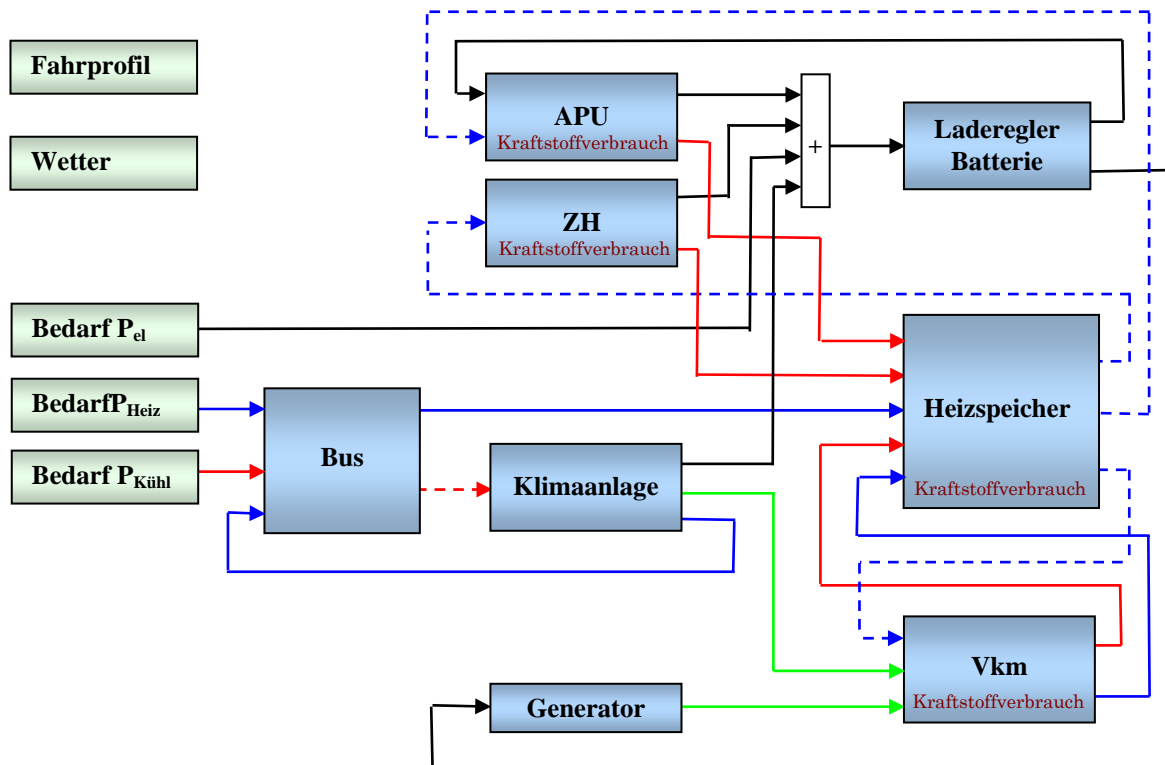 Fahrprofil
Wetter
Bedarf Pel
BedarfPHeiz
Bedarf PKühl
APU
Kraftstoffverbrauch
ZH
Kraftstoffverbrauch
+
Laderegler
Batterie
Bus
Klimaanlage
Heizspeicher
Kraftstoffverbrauch
Generator
Vkm
Kraftstoffverbrauch